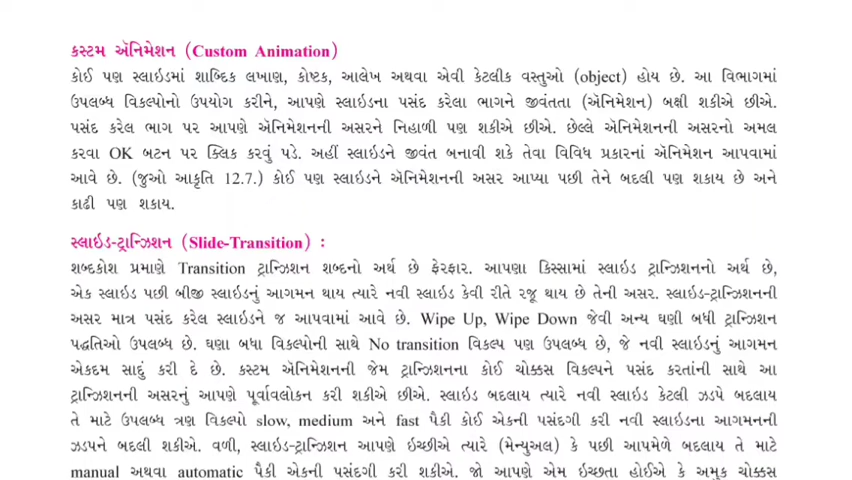 કસ્ટમ ઍનિમેશન (Custom Animation)
કોઈ પણ સ્લાઇડમાં શાબ્દિક લખાણ, કોષ્ટક, આલેખ અથવા એવી કેટલીક વસ્તુઓ (object) હોય છે. આ વિભાગમાં
ઉપલબ્ધ વિકલ્પોનો ઉપયોગ કરીને, આપણે સ્લાઇડના પસંદ કરેલા ભાગને જીવંતતા (ઍનિમેશન) બક્ષી શકીએ છીએ.
પસંદ કરેલ ભાગ પર આપણે ઍનિમેશનની અસરને નિહાળી પણ શકીએ છીએ. છેલ્લે ઍનિમેશનની અસરનો અમલ
કરવા OK બટન પર ક્લિક કરવું પડે. અહીં સ્લાઇડને જીવંત બનાવી શકે તેવા વિવિધ પ્રકારનાં ઍનિમેશન આપવામાં
આવે છે. (જુઓ આકૃતિ 12.7.) કોઈ પણ સ્લાઇડને ઍનિમેશનની અસર આપ્યા પછી તેને બદલી પણ શકાય છે અને
કાઢી પણ શકાય.
સ્લાઇડ-ટ્રાન્ઝિશન (Slide-Transition) :
શબ્દકોશ પ્રમાણે Transition ટ્રાન્ઝિશન શબ્દનો અર્થ છે ફેરફાર. આપણા કિસ્સામાં સ્લાઇડ ટ્રાન્ઝિશનનો અર્થ છે,
એક સ્લાઇડ પછી બીજી સ્લાઇડનું આગમન થાય ત્યારે નવી સ્લાઇડ કેવી રીતે રજૂ થાય છે તેની અસર. સ્લાઇડ-ટ્રાન્ઝિશનની
અસર માત્ર પસંદ કરેલ સ્લાઇડને જ આપવામાં આવે છે. Wipe Up, Wipe Down જેવી અન્ય ઘણી બધી ટ્રાન્ઝિશન
પદ્ધતિઓ ઉપલબ્ધ છે. ઘણા બધા વિકલ્પોની સાથે No transition વિકલ્પ પણ ઉપલબ્ધ છે, જે નવી સ્લાઇડનું આગમન
એકદમ સાદું કરી દે છે. કસ્ટમ ઍનિમેશનની જેમ ટ્રાન્ઝિશનના કોઈ ચોક્કસ વિકલ્પને પસંદ કરતાંની સાથે આ
ટ્રાન્ઝિશનની અસરનું આપણે પૂર્વાવલોકન કરી શકીએ છીએ. સ્લાઇડ બદલાય ત્યારે નવી સ્લાઇડ કેટલી ઝડપે બદલાય
તે માટે ઉપલબ્ધ ત્રણ વિકલ્પો slow, medium અને fast પૈકી કોઈ એકની પસંદગી કરી નવી સ્લાઇડના આગમનની
ઝડપને બદલી શકીએ. વળી, સ્લાઇડ-ટ્રાન્ઝિશન આપણે ઇચ્છીએ ત્યારે (મેન્યુઅલ) કે પછી આપમેળે બદલાય તે માટે
manual અથવા automatic પૈકી એકની પસંદગી કરી શકીએ. જો આપણે એમ ઇચ્છતા હોઈએ કે અમુક ચોક્કસ